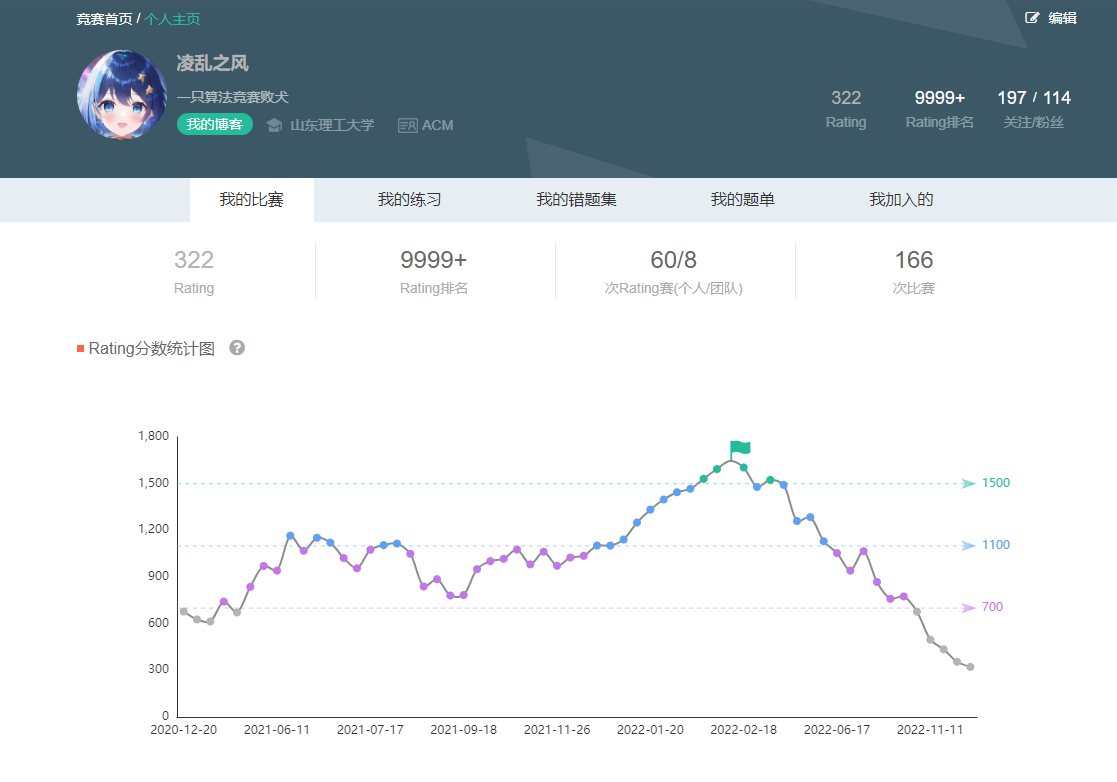 竞赛首页 / 个人主页
编辑
凌乱之风
一只算法竞赛败犬
我的博客 山东理工大学 ACM
322 9999+ 197 / 114
Rating Rating排名 关注/粉丝
我的比赛 我的练习 我的错题集 我的题单 我加入的
322 9999+ 60/8 166
Rating Rating排名 次Rating赛(个人/团队) 次比赛
Rating分数统计图 ?
1,800
1,500 1500
1,200
1100
900
700
600
300
0
2020-12-20 2021-06-11 2021-07-17 2021-09-18 2021-11-26 2022-01-20 2022-02-18 2022-06-17 2022-11-11